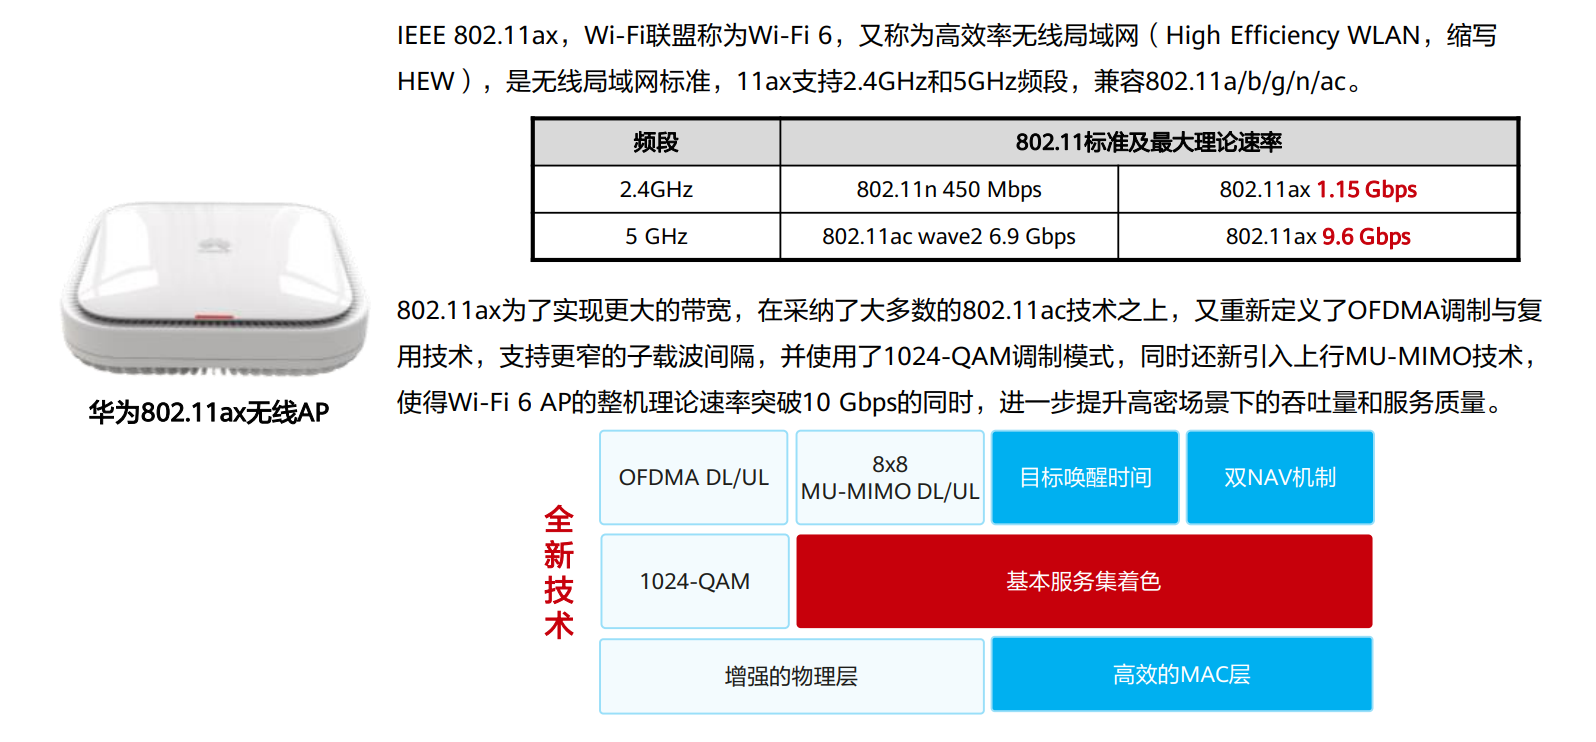 IEEE 802.11ax，Wi-Fi联盟称为Wi-Fi 6，又称为高效率无线局域网（High Efficiency WLAN，缩写
HEW），是无线局域网标准，11ax支持2.4GHz和5GHz频段，兼容802.11a/b/g/n/ac。
频段 802.11标准及最大理论速率
2.4GHz 802.11n 450 Mbps 802.11ax 1.15 Gbps
5 GHz 802.11ac wave2 6.9 Gbps 802.11ax 9.6 Gbps
华为802.11ax无线AP
802.11ax为了实现更大的带宽，在采纳了大多数的802.11ac技术之上，又重新定义了OFDMA调制与复
用技术，支持更窄的子载波间隔，并使用了1024-QAM调制模式，同时还新引入上行MU-MIMO技术，
使得Wi-Fi 6 AP的整机理论速率突破10 Gbps的同时，进一步提升高密场景下的吞吐量和服务质量。
全新技术
OFDMA DL/UL
8x8
MU-MIMO DL/UL
目标唤醒时间
双NAV机制
1024-QAM
基本服务集着色
增强的物理层
高效的MAC层